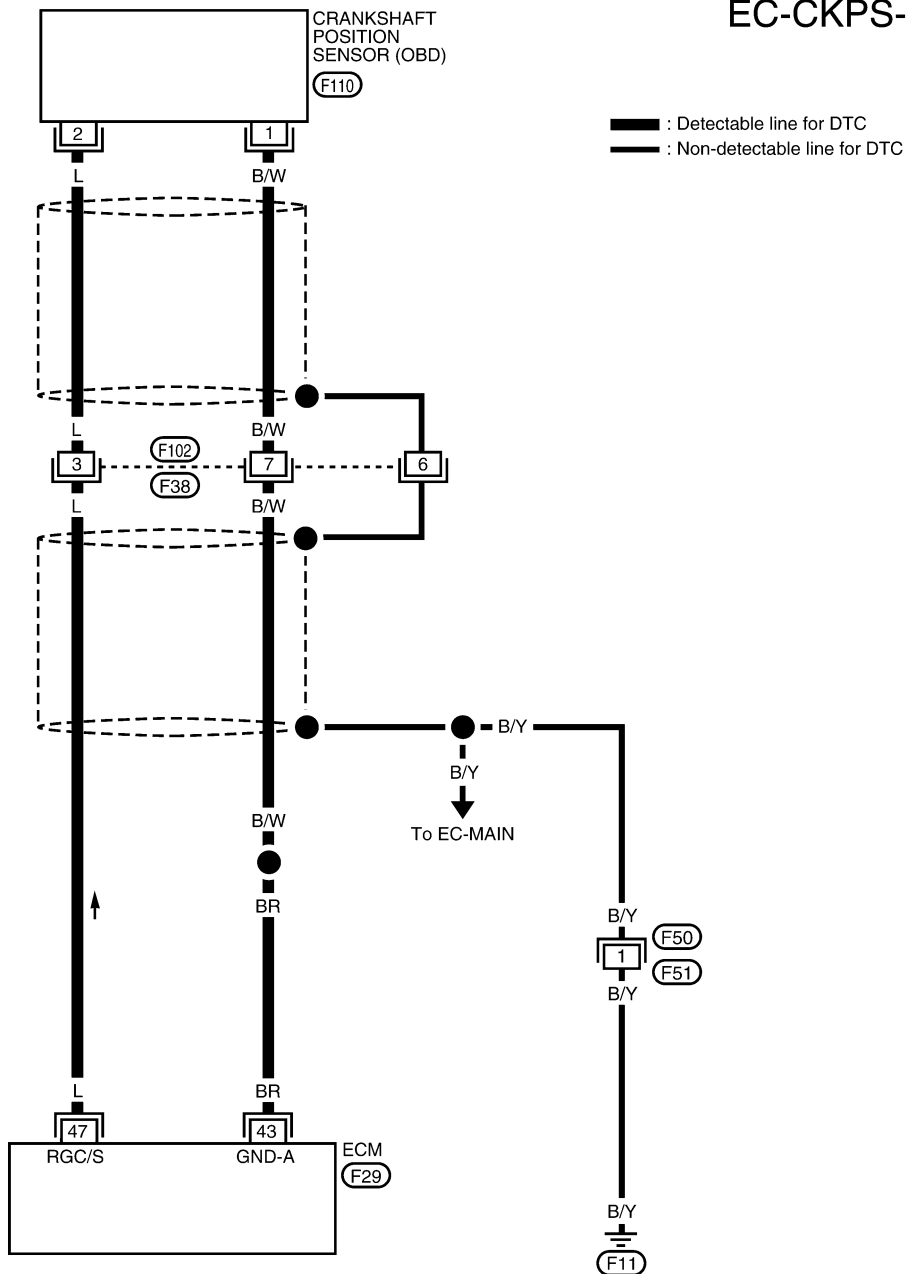 EC-CKPS-
CRANKSHAFT
POSITION
SENSOR (OBD)
F110
2
1
: Detectable line for DTC
: Non-detectable line for DTC
L
B/W
L
B/W
3
F102
F38
7
6
L
B/W
B/Y
B/Y
To EC-MAIN
B/W
BR
B/Y
1
F50
F51
B/Y
L
BR
47
43
RGC/S
GND-A
ECM
F29
B/Y
F11